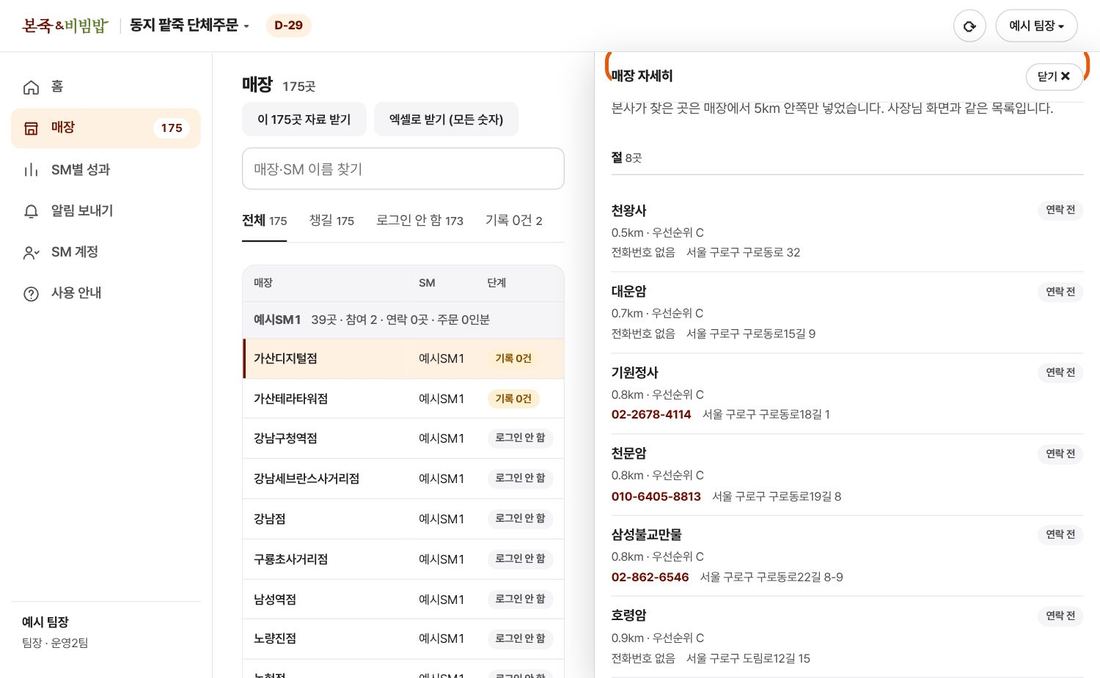 본죽&비빔밥
동지 팥죽 단체주문
D-29
예시 팀장
홈
매장 175
SM별 성과
알림 보내기
SM 계정
사용 안내
예시 팀장
팀장 · 운영2팀
매장 175곳
이 175곳 자료 받기
엑셀로 받기 (모든 숫자)
매장·SM 이름 찾기
전체 175 챙길 175 로그인 안 함 173 기록 0건 2
매장 SM 단계
예시SM1 39곳 · 참여 2 · 연락 0곳 · 주문 0인분
가산디지털점 예시SM1 기록 0건
가산테라타워점 예시SM1 기록 0건
강남구청역점 예시SM1 로그인 안 함
강남세브란스사거리점 예시SM1 로그인 안 함
강남점 예시SM1 로그인 안 함
구룡초사거리점 예시SM1 로그인 안 함
남성역점 예시SM1 로그인 안 함
노량진점 예시SM1 로그인 안 함
매장 자세히
닫기 ✕
본사가 찾은 곳은 매장에서 5km 안쪽만 넣었습니다. 사장님 화면과 같은 목록입니다.
절 8곳
천왕사 연락 전
0.5km · 우선순위 C
전화번호 없음 서울 구로구 구로동로 32
대운암 연락 전
0.7km · 우선순위 C
전화번호 없음 서울 구로구 구로동로15길 9
기원정사 연락 전
0.8km · 우선순위 C
02-2678-4114 서울 구로구 구로동로18길 1
천문암 연락 전
0.8km · 우선순위 C
010-6405-8813 서울 구로구 구로동로19길 8
삼성불교만물 연락 전
0.8km · 우선순위 C
02-862-6546 서울 구로구 구로동로22길 8-9
호령암 연락 전
0.9km · 우선순위 C
전화번호 없음 서울 구로구 도림로12길 15